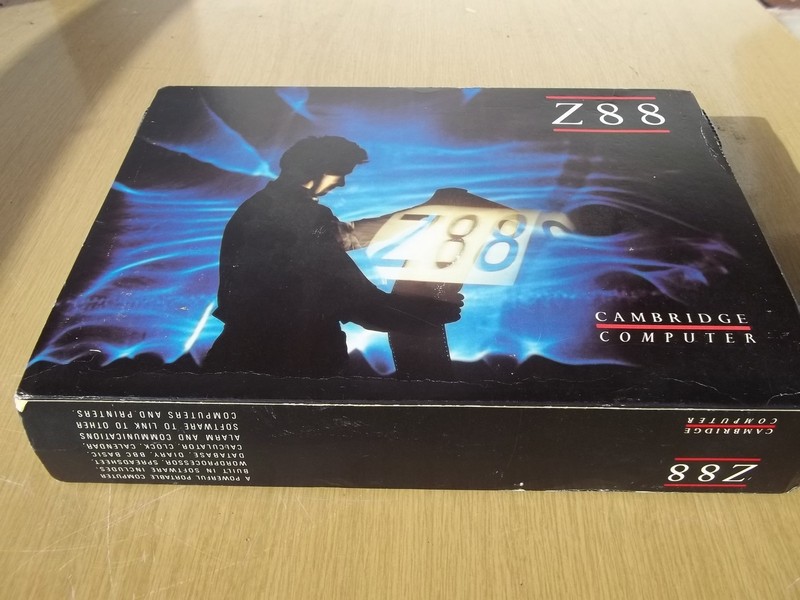 Z88
Z88
CAMBRIDGE
COMPUTER
A POWERFUL PORTABLE COMPUTER
BUILT IN SOFTWARE INCLUDES
WORDPROCESSOR, SPREADSHEET,
DATABASE, DIARY, BBC BASIC,
CALCULATOR, CLOCK, CALENDAR,
ALARM AND COMMUNICATIONS
SOFTWARE TO LINK TO OTHER
COMPUTERS AND PRINTERS.
Z88
CAMBRIDGE
COMPUTER